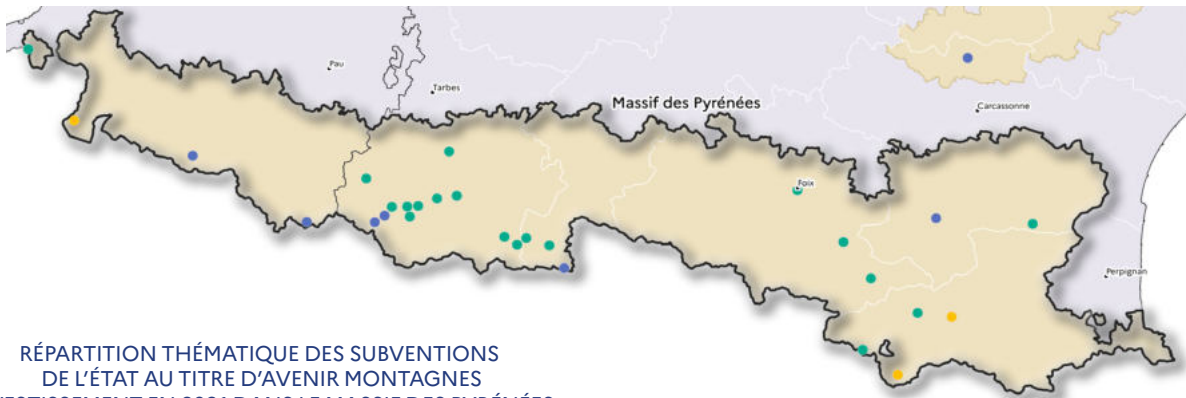 Pau
Tarbes
Massif des Pyrénées
Carcassonne
Foix
Perpignan
RÉPARTITION THÉMATIQUE DES SUBVENTIONS
DE L'ÉTAT AU TITRE D'AVENIR MONTAGNES